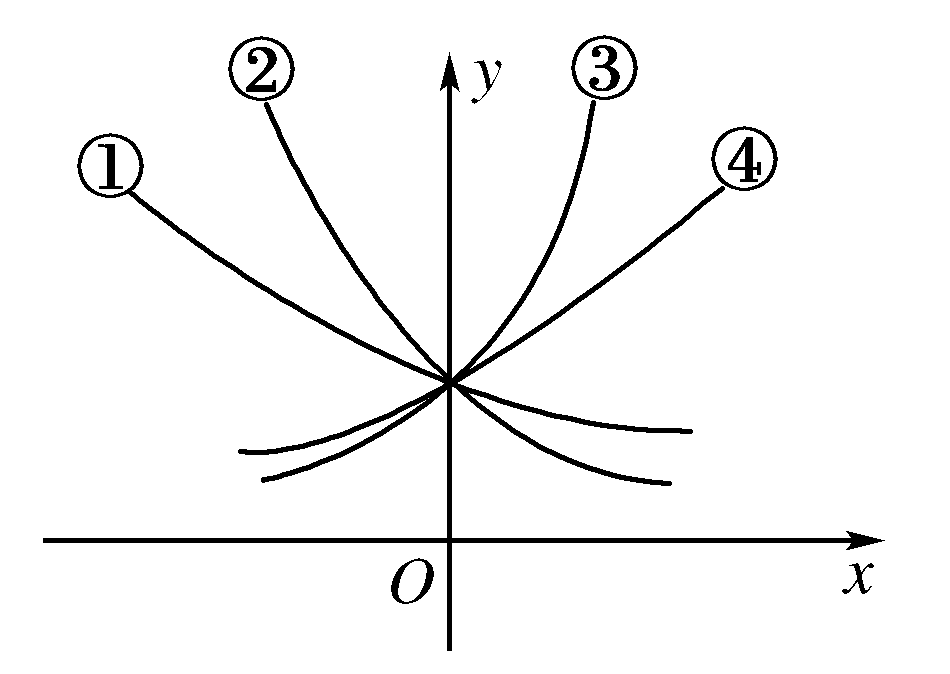 ② ③
y
① ④
O x